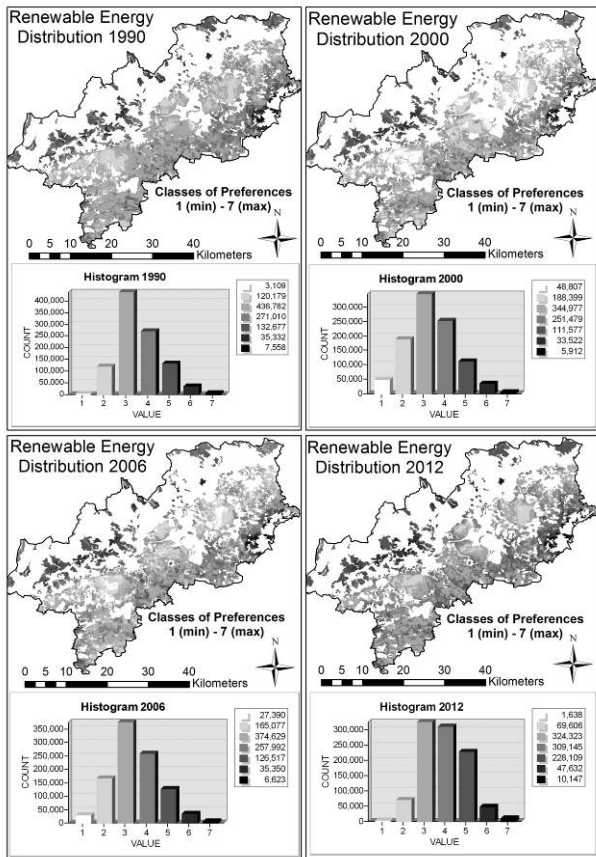 Renewable Energy
Distribution 1990
Classes of Preferences
1 (min) - 7 (max)
N
0 5 10 20 30 40
Kilometers
Histogram 1990
COUNT
400,000
350,000
300,000
250,000
200,000
150,000
100,000
50,000
0
1 2 3 4 5 6 7
VALUE
3,109
120,179
436,782
271,010
132,677
35,332
7,558
Renewable Energy
Distribution 2000
Classes of Preferences
1 (min) - 7 (max)
N
0 5 10 20 30 40
Kilometers
Histogram 2000
COUNT
300,000
250,000
200,000
150,000
100,000
50,000
0
1 2 3 4 5 6 7
VALUE
48,807
188,399
344,977
251,479
111,577
33,522
5,912
Renewable Energy
Distribution 2006
Classes of Preferences
1 (min) - 7 (max)
N
0 5 10 20 30 40
Kilometers
Histogram 2006
COUNT
350,000
300,000
250,000
200,000
150,000
100,000
50,000
0
1 2 3 4 5 6 7
VALUE
27,390
165,077
374,629
257,992
126,517
35,350
6,623
Renewable Energy
Distribution 2012
Classes of Preferences
1 (min) - 7 (max)
N
0 5 10 20 30 40
Kilometers
Histogram 2012
COUNT
300,000
250,000
200,000
150,000
100,000
50,000
0
1 2 3 4 5 6 7
VALUE
1,638
69,606
324,323
309,145
228,109
47,632
10,147